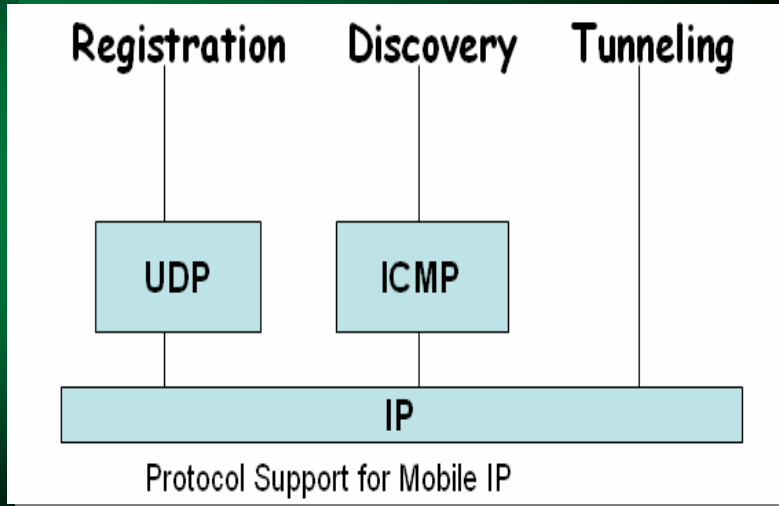 Registration Discovery Tunneling
UDP ICMP
IP
Protocol Support for Mobile IP